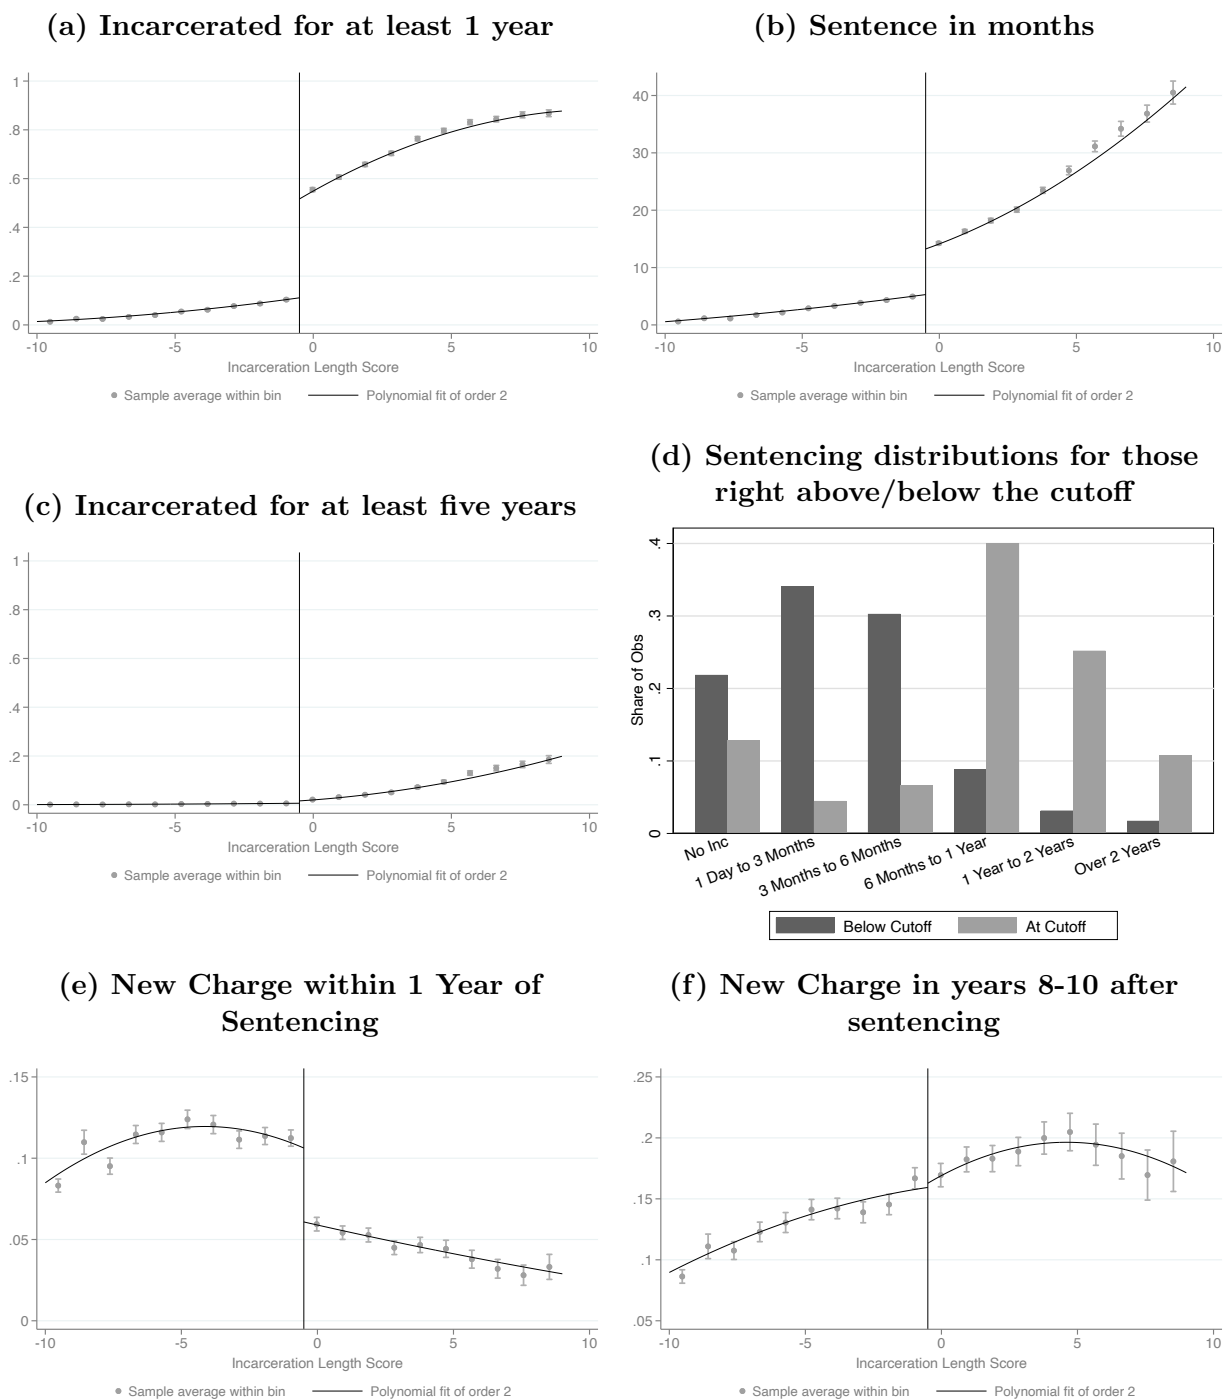 (a) Incarcerated for at least 1 year
1
.8
.6
.4
.2
0
-10
-5
0
5
10
Incarceration Length Score
Sample average within bin
Polynomial fit of order 2
(b) Sentence in months
40
30
20
10
0
-10
-5
0
5
10
Incarceration Length Score
Sample average within bin
Polynomial fit of order 2
(c) Incarcerated for at least five years
1
.8
.6
.4
.2
0
-10
-5
0
5
10
Incarceration Length Score
Sample average within bin
Polynomial fit of order 2
(d) Sentencing distributions for those
right above/below the cutoff
Share of Obs
.4
.3
.2
.1
0
No Inc
1 Day to 3 Months
3 Months to 6 Months
6 Months to 1 Year
1 Year to 2 Years
Over 2 Years
Below Cutoff
At Cutoff
(e) New Charge within 1 Year of
Sentencing
.15
.1
.05
0
-10
-5
0
5
10
Incarceration Length Score
Sample average within bin
Polynomial fit of order 2
(f) New Charge in years 8-10 after
sentencing
.25
.2
.15
.1
.05
-10
-5
0
5
10
Incarceration Length Score
Sample average within bin
Polynomial fit of order 2